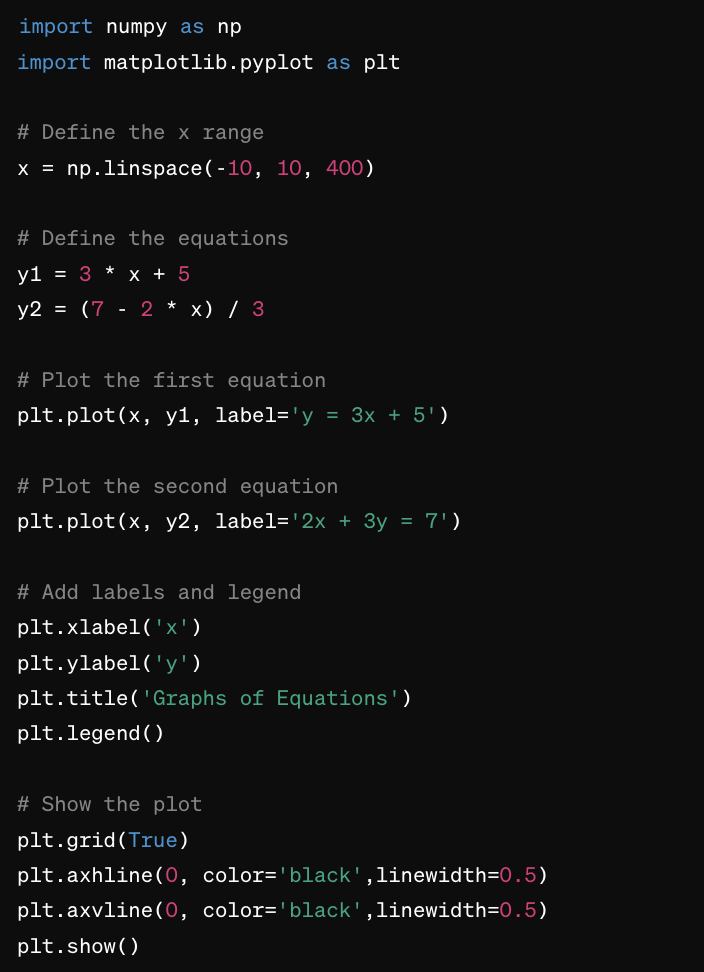 import numpy as np
import matplotlib.pyplot as plt

# Define the x range
x = np.linspace(-10, 10, 400)

# Define the equations
y1 = 3 * x + 5
y2 = (7 - 2 * x) / 3

# Plot the first equation
plt.plot(x, y1, label='y = 3x + 5')

# Plot the second equation
plt.plot(x, y2, label='2x + 3y = 7')

# Add labels and legend
plt.xlabel('x')
plt.ylabel('y')
plt.title('Graphs of Equations')
plt.legend()

# Show the plot
plt.grid(True)
plt.axhline(0, color='black',linewidth=0.5)
plt.axvline(0, color='black',linewidth=0.5)
plt.show()